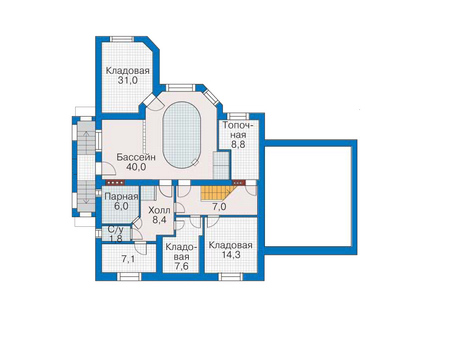 Кладовая
31,0
Бассейн
40,0
Топоч-
ная
8,8
Парная
6,0
Холл
8,4
7,0
С/у
1,8
7,1
Кладо-
вая
7,6
Кладовая
14,3